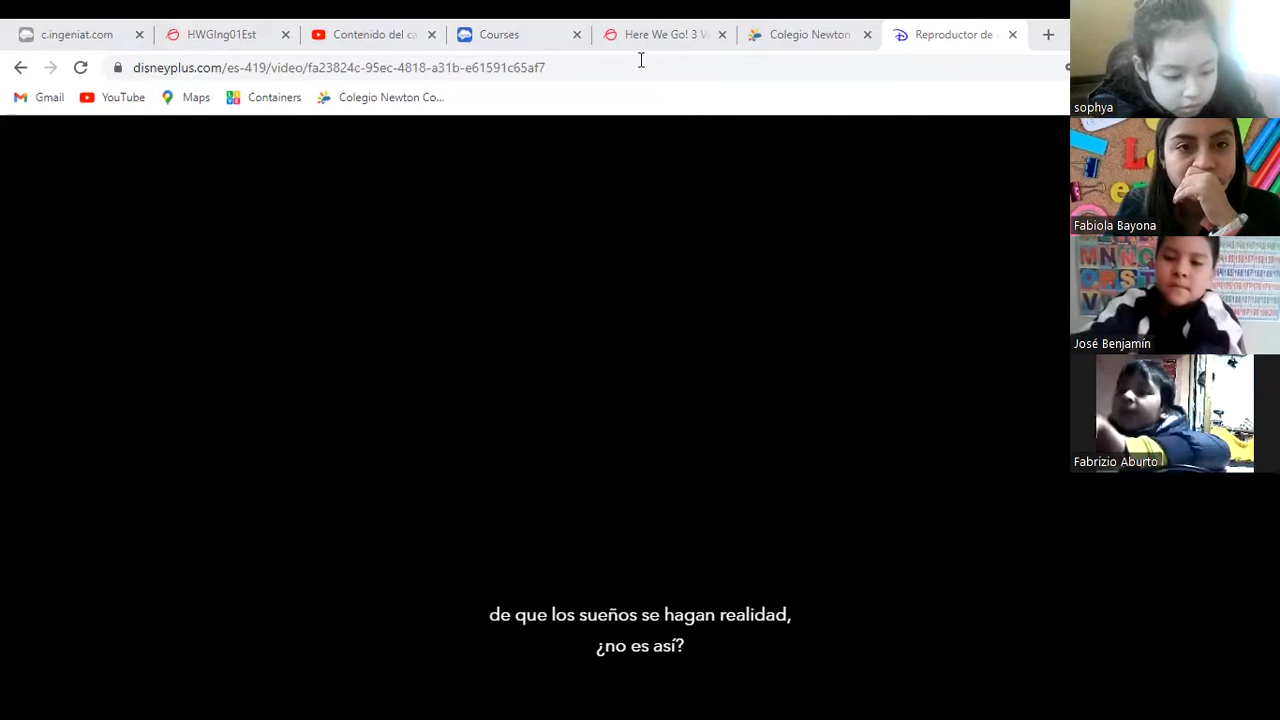 c.ingeniat.com
HWGIng01Est
Contenido del ca
Courses
Here We Go! 3 W
Colegio Newton
Reproductor de
disneyplus.com/es-419/video/fa23824c-95ec-4818-a31b-e61591c65af7
Gmail
YouTube
Maps
Containers
Colegio Newton Co...
sophya
Fabiola Bayona
MNÑ
José Benjamín
Fabrizio Aburto
de que los sueños se hagan realidad,
¿no es así?